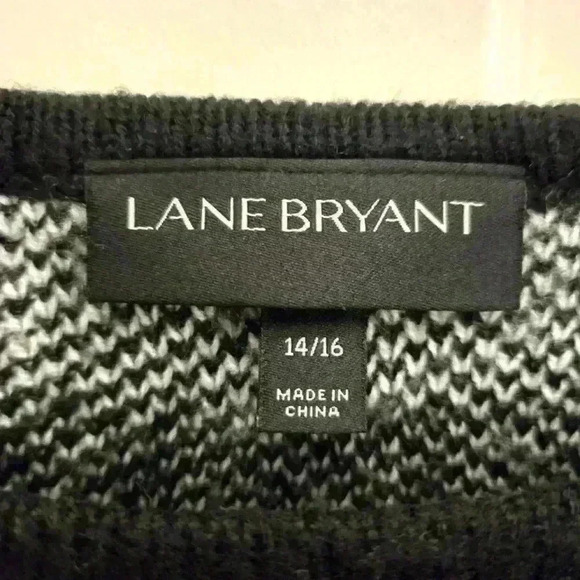 LANE BRYANT
14/16
MADE IN
CHINA